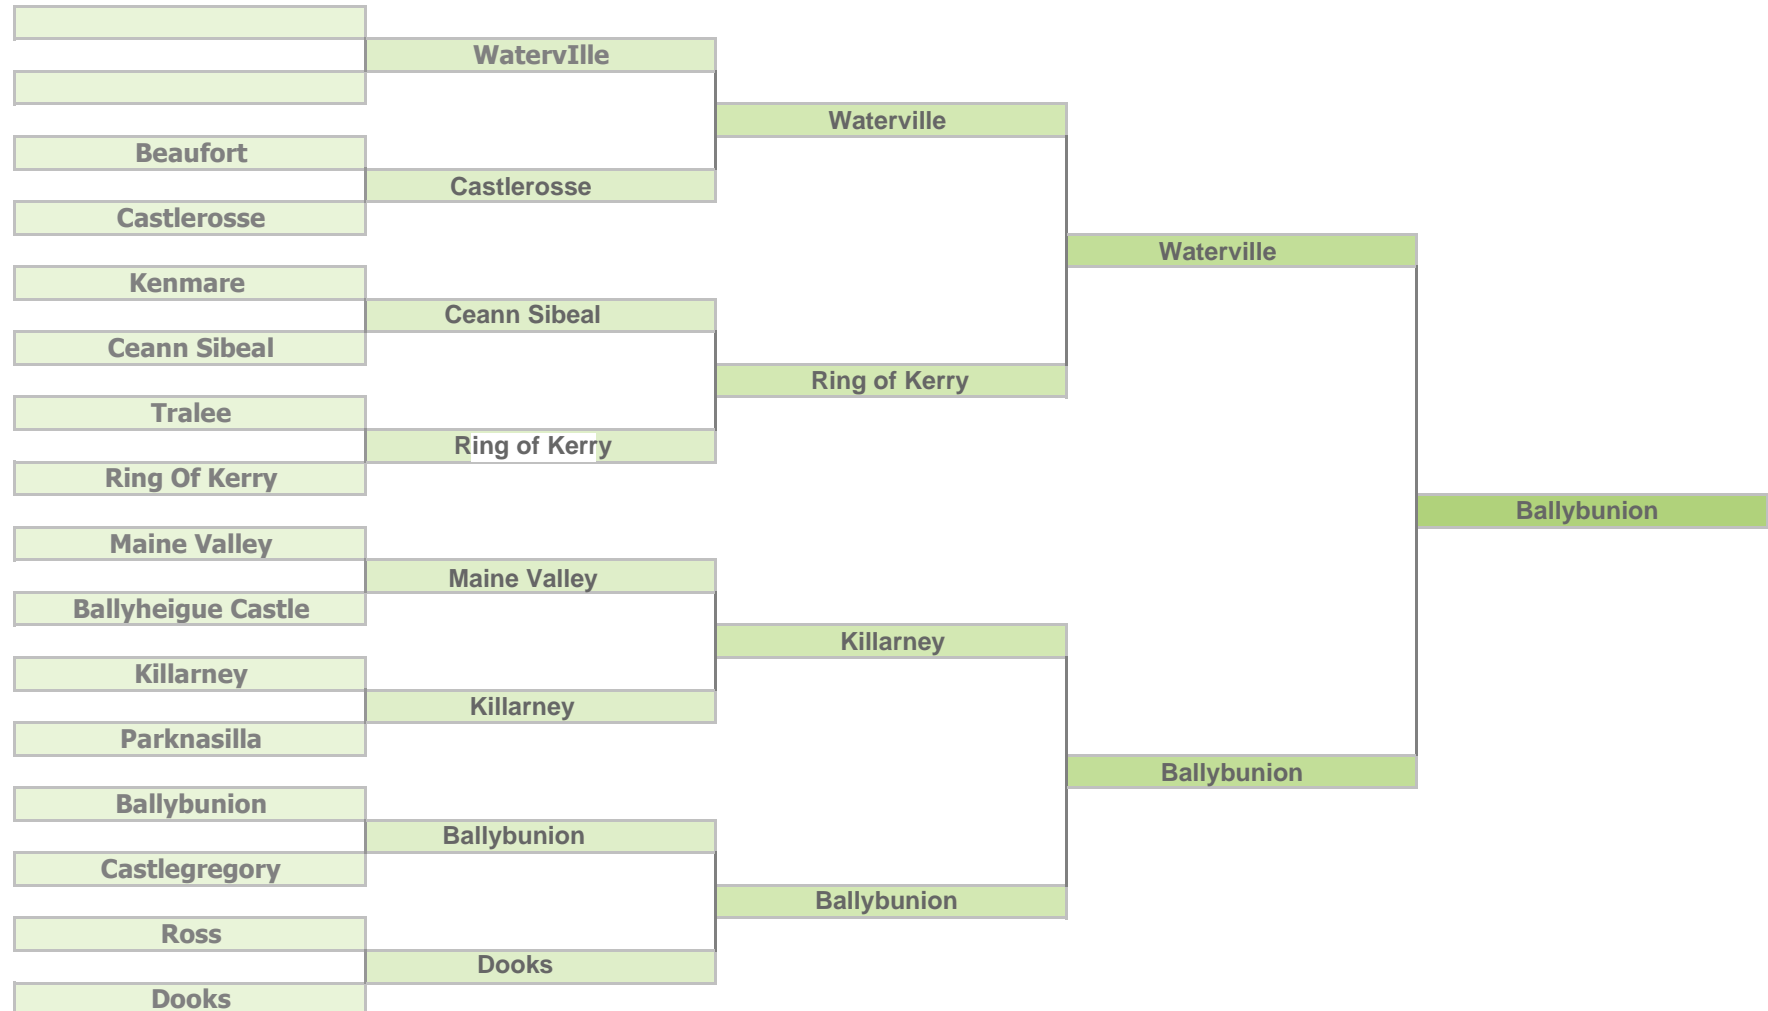 WatervIlle
Waterville
Beaufort
Castlerosse
Castlerosse
Waterville
Kenmare
Ceann Sibeal
Ceann Sibeal
Ring of Kerry
Tralee
Ring of Kerry
Ring Of Kerry
Ballybunion
Maine Valley
Maine Valley
Ballyheigue Castle
Killarney
Killarney
Killarney
Parknasilla
Ballybunion
Ballybunion
Ballybunion
Castlegregory
Ballybunion
Ross
Dooks
Dooks